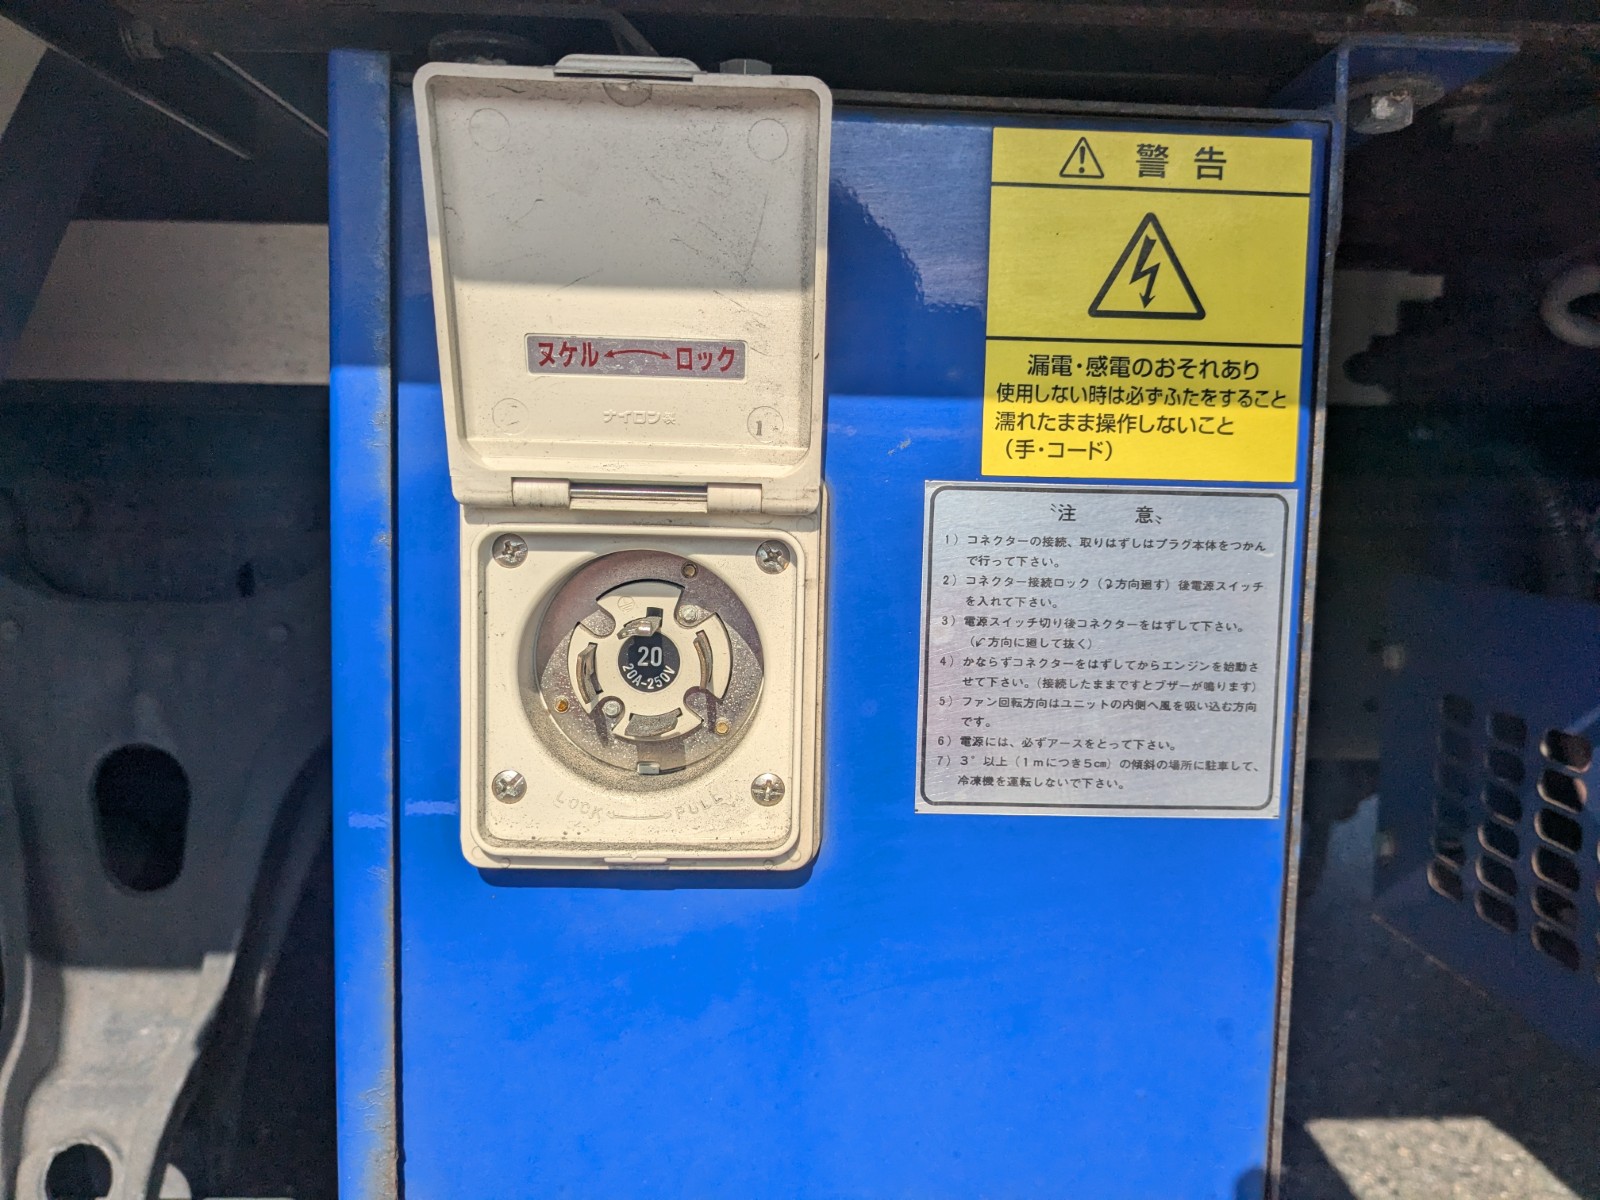 ヌケル ロック
ナイロン製
20
20A-250V
LOCK PULL
警告
漏電・感電のおそれあり
使用しない時は必ずふたをすること
濡れたまま操作しないこと
(手・コード)
〝注 意〟
1) コネクターの接続、取りはずしはプラグ本体をつかん
で行って下さい。
2) コネクター接続ロック(方向廻す)後電源スイッチ
を入れて下さい。
3) 電源スイッチ切り後コネクターをはずして下さい。
(方向に廻して抜く)
4) かならずコネクターをはずしてからエンジンを始動さ
せて下さい。(接続したままですとブザーが鳴ります)
5) ファン回転方向はユニットの内側へ風を吸い込む方向
です。
6) 電源には、必ずアースをとって下さい。
7) 3°以上(1mにつき5cm)の傾斜の場所に駐車して、
冷凍機を運転しないで下さい。